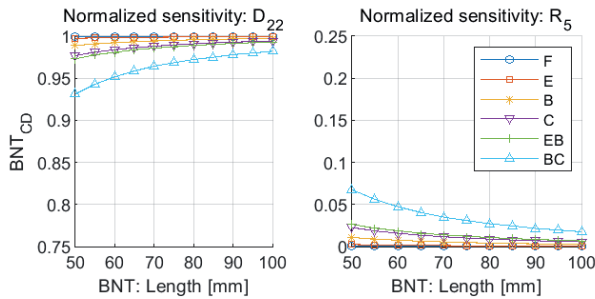 Normalized sensitivity: D22
Normalized sensitivity: R5
1
0.95
0.9
0.85
0.8
0.75
BNTCD
50 60 70 80 90 100
BNT: Length [mm]
0.25
0.2
0.15
0.1
0.05
0
50 60 70 80 90 100
BNT: Length [mm]
F
E
B
C
EB
BC